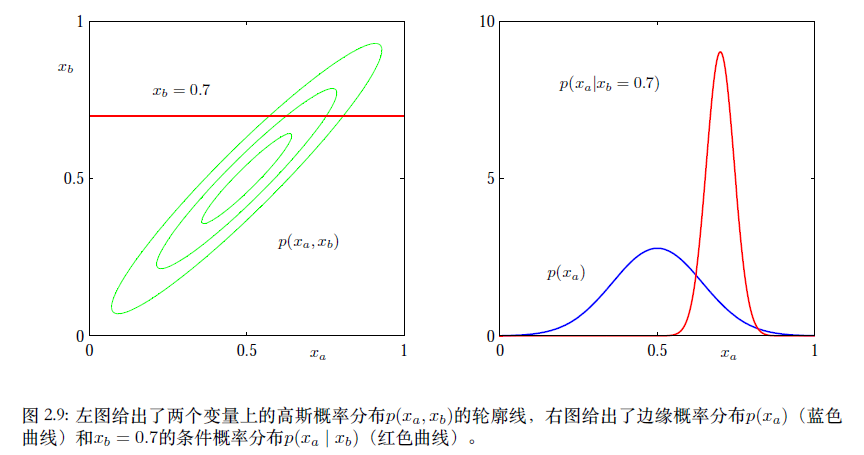 1
x_b
x_b = 0.7
0.5
p(x_a, x_b)
0
0
0.5
x_a
1
10
p(x_a|x_b = 0.7)
5
p(x_a)
0
0
0.5
x_a
1
图 2.9: 左图给出了两个变量上的高斯概率分布p(x_a, x_b)的轮廓线，右图给出了边缘概率分布p(x_a)（蓝色
曲线）和x_b = 0.7的条件概率分布p(x_a | x_b)（红色曲线）。